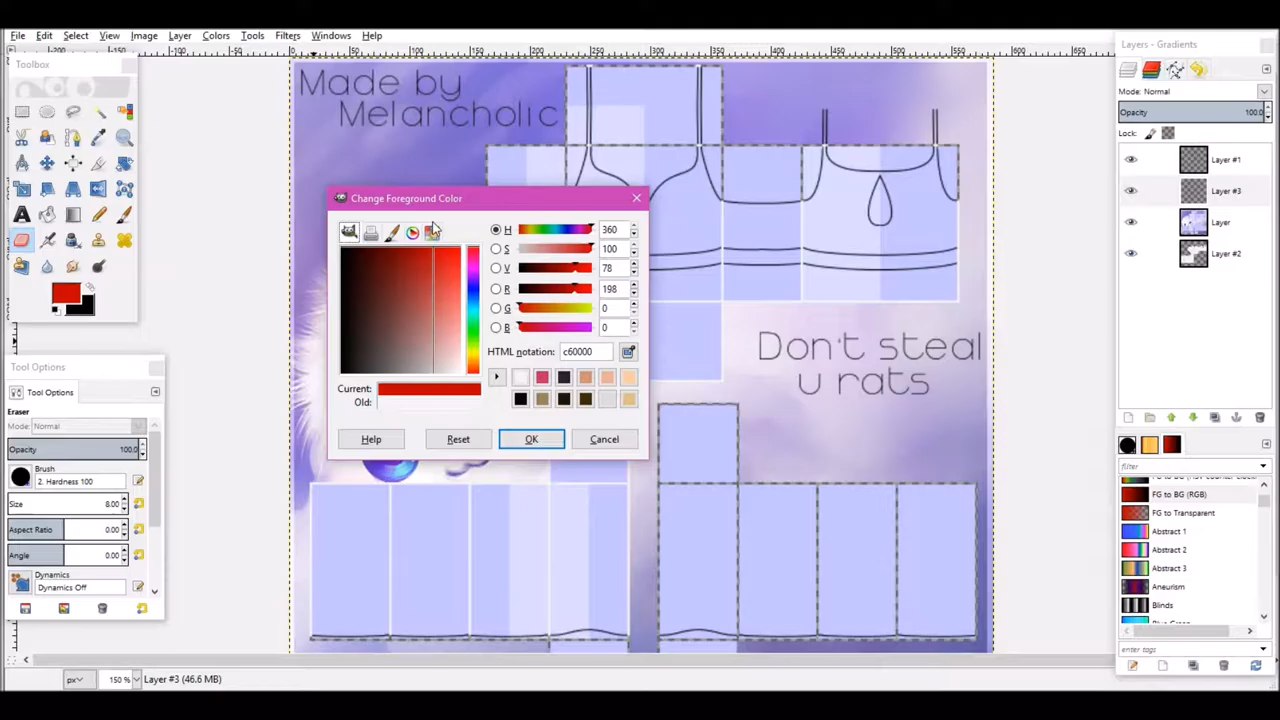 File Edit Select View Image Layer Colors Tools Filters Windows Help
Layers - Gradients
Toolbox
Mode: Normal
Opacity 100.0
Lock:
Layer #1
Layer #3
Layer
Layer #2
Made by
Melancholic
Change Foreground Color
H 360
S 100
V 78
R 198
G 0
B 0
HTML notation: c60000
Current:
Old:
Help Reset OK Cancel
Don't steal
u rats
Tool Options
Tool Options
Eraser
Mode: Normal
Opacity 100.0
Brush
2. Hardness 100
Size 8.00
Aspect Ratio 0.00
Angle 0.00
Dynamics
Dynamics Off
filter
FG to BG (RGB)
FG to Transparent
Abstract 1
Abstract 2
Abstract 3
Aneurism
Blinds
enter tags
px 150 % Layer #3 (46.6 MB)